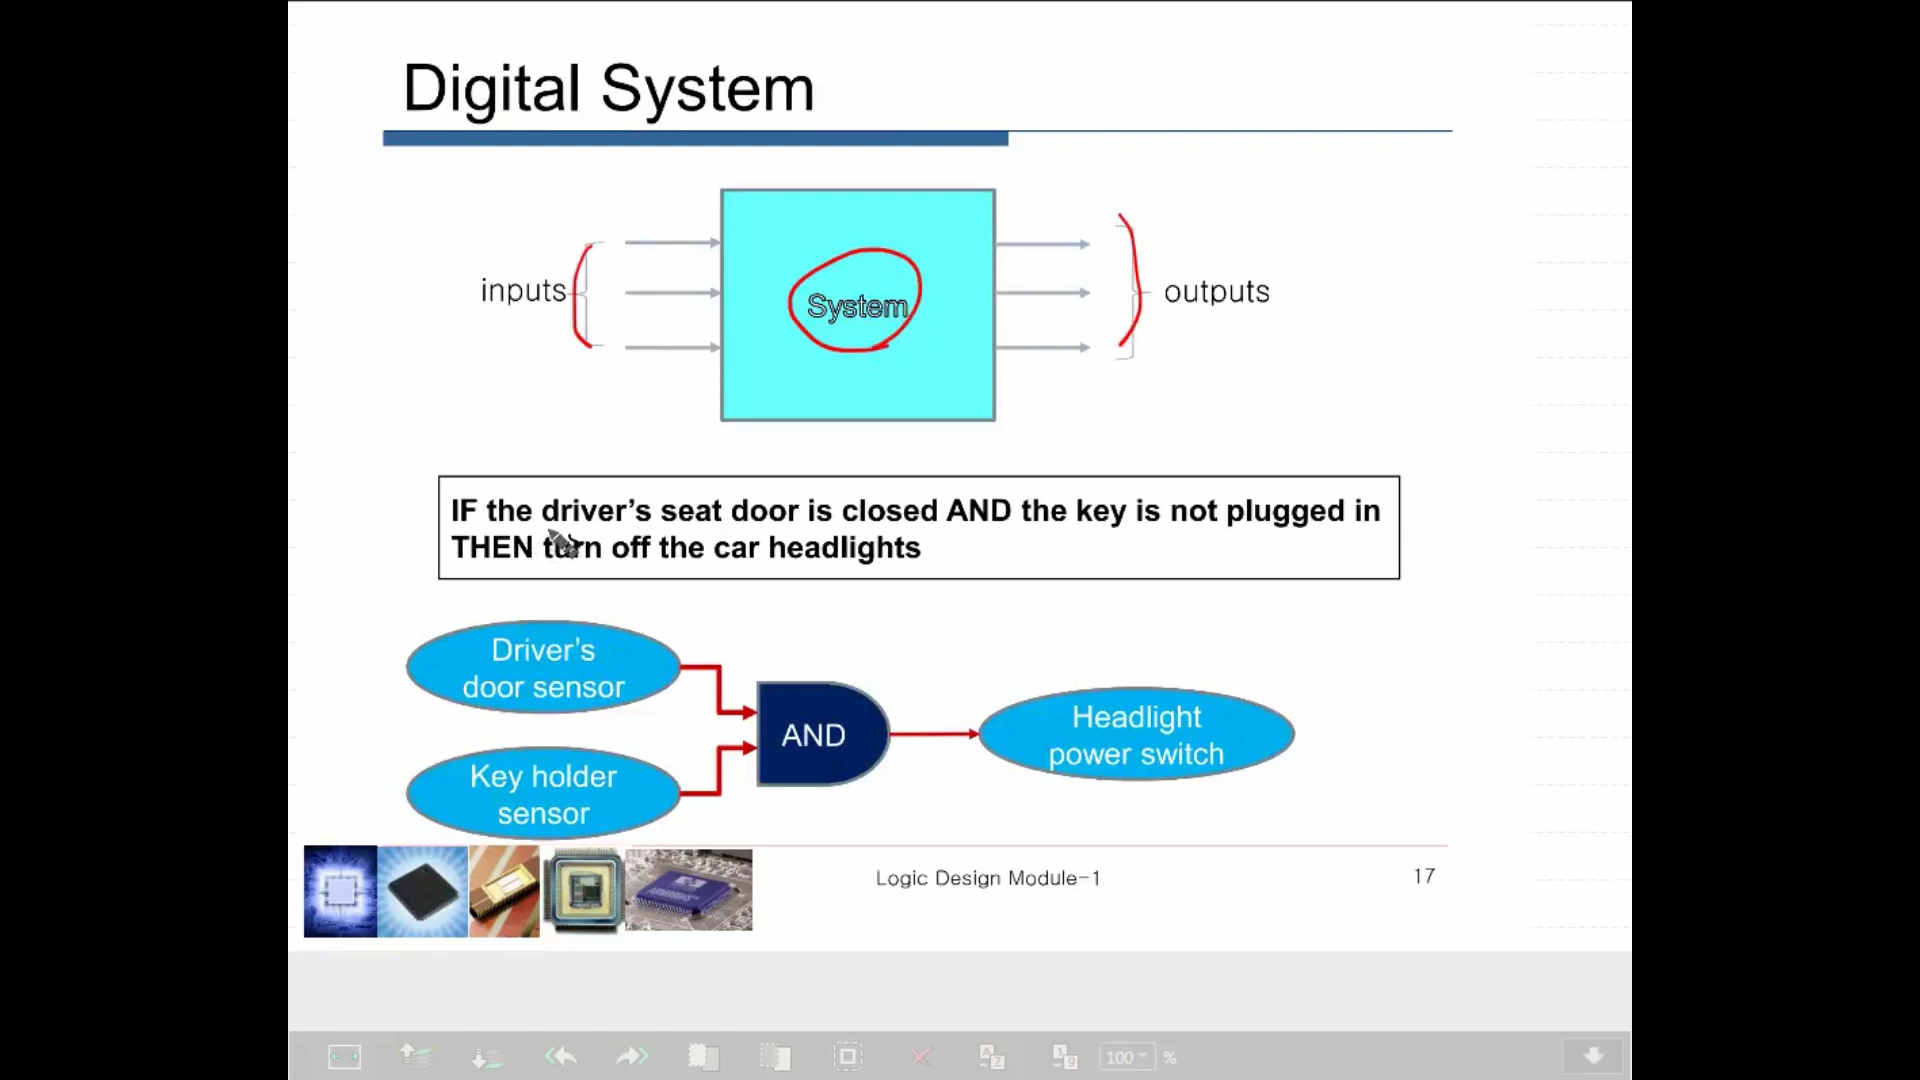 Digital System
inputs
System
outputs
IF the driver's seat door is closed AND the key is not plugged in
THEN turn off the car headlights
Driver's
door sensor
AND
Headlight
power switch
Key holder
sensor
Logic Design Module-1
17
100 %